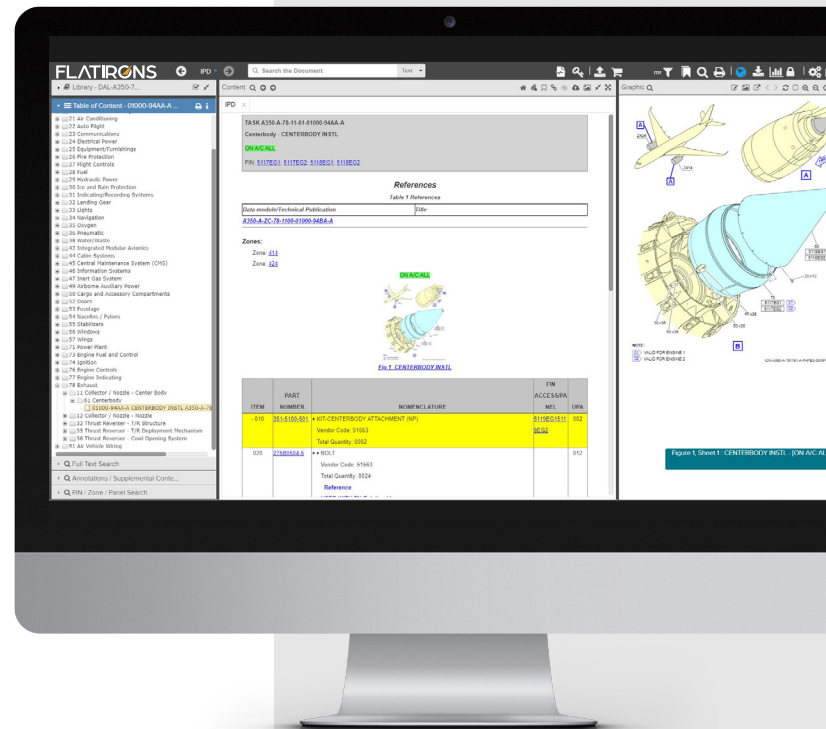 FLATIRONS
IPD
Search the Document
Text
Library - DAL-A350-7...
Content
Graphic
Table of Content - 01000-94AA-A ...
21 Air Conditioning
22 Auto Flight
23 Communications
24 Electrical Power
25 Equipment/Furnishings
26 Fire Protection
27 Flight Controls
28 Fuel
29 Hydraulic Power
30 Ice and Rain Protection
31 Indicating/Recording Systems
32 Landing Gear
33 Lights
34 Navigation
35 Oxygen
36 Pneumatic
38 Water/Waste
42 Integrated Modular Avionics
44 Cabin Systems
45 Central Maintenance System (CMS)
46 Information Systems
47 Inert Gas System
49 Airborne Auxiliary Power
50 Cargo and Accessory Compartments
52 Doors
53 Fuselage
54 Nacelles / Pylons
55 Stabilizers
56 Windows
57 Wings
71 Power Plant
73 Engine Fuel and Control
74 Ignition
76 Engine Controls
77 Engine Indicating
78 Exhaust
11 Collector / Nozzle - Center Body
61 Centerbody
01000-94AA-A CENTERBODY INSTL A350-A-78
12 Collector / Nozzle - Nozzle
32 Thrust Reverser - T/R Structure
35 Thrust Reverser - T/R Deployment Mechanism
38 Thrust Reverser - Cowl Opening System
91 Air Vehicle Wiring
Full Text Search
Annotations / Supplemental Conte...
FIN / Zone / Panel Search
IPD ×
TASK A350-A-78-11-61-01000-94AA-A
Centerbody - CENTERBODY INSTL
ON A/C ALL
FIN: 5117EG1; 5117EG2; 5118EG1; 5118EG2
References
Table 1 References
Data module/Technical Publication Title
A350-A-ZC-78-1100-01000-94BA-A
Zones:
Zone: 414
Zone: 424
ON A/C ALL
Fig 1 CENTERBODY INSTL
ITEM PART NUMBER NOMENCLATURE FIN ACCESS/PA NEL UPA
- 010 351-5100-501 • KIT-CENTERBODY ATTACHMENT (NP) 002
Vendor Code: 51563
Total Quantity: 0002
020 275B0504-5 • • BOLT 012
Vendor Code: 51563
Total Quantity: 0024
Reference
A
A
A
B
NOTE:
VALID FOR ENGINE 1
VALID FOR ENGINE 2
Figure 1, Sheet 1 : CENTERBODY INSTL - [ON A/C AL